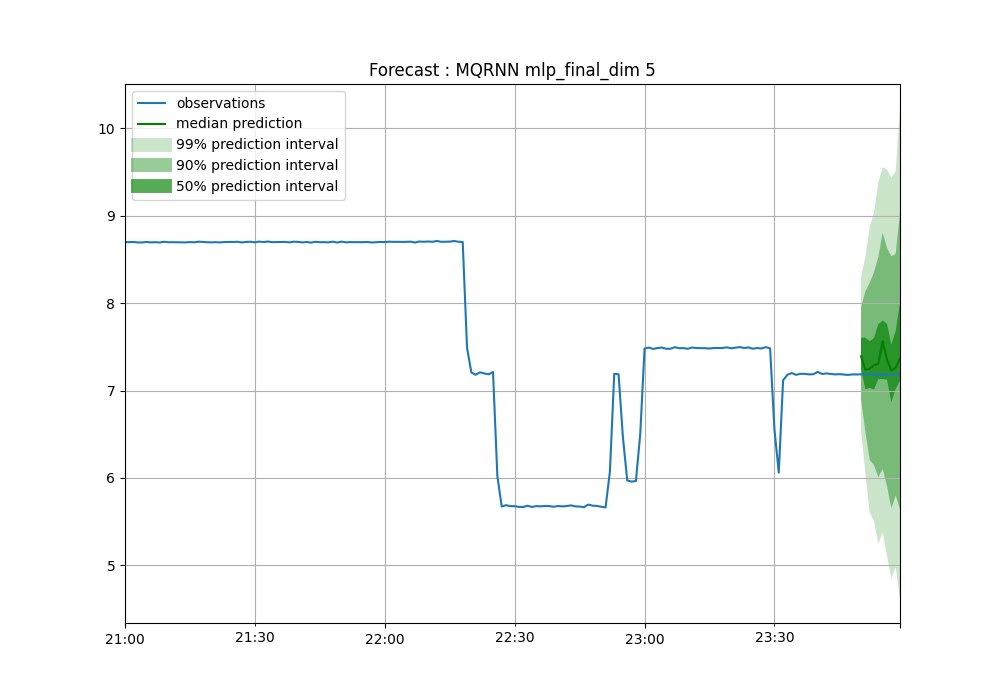 Forecast : MQRNN mlp_final_dim 5
observations
median prediction
99% prediction interval
90% prediction interval
50% prediction interval
10
9
8
7
6
5
21:00
21:30
22:00
22:30
23:00
23:30